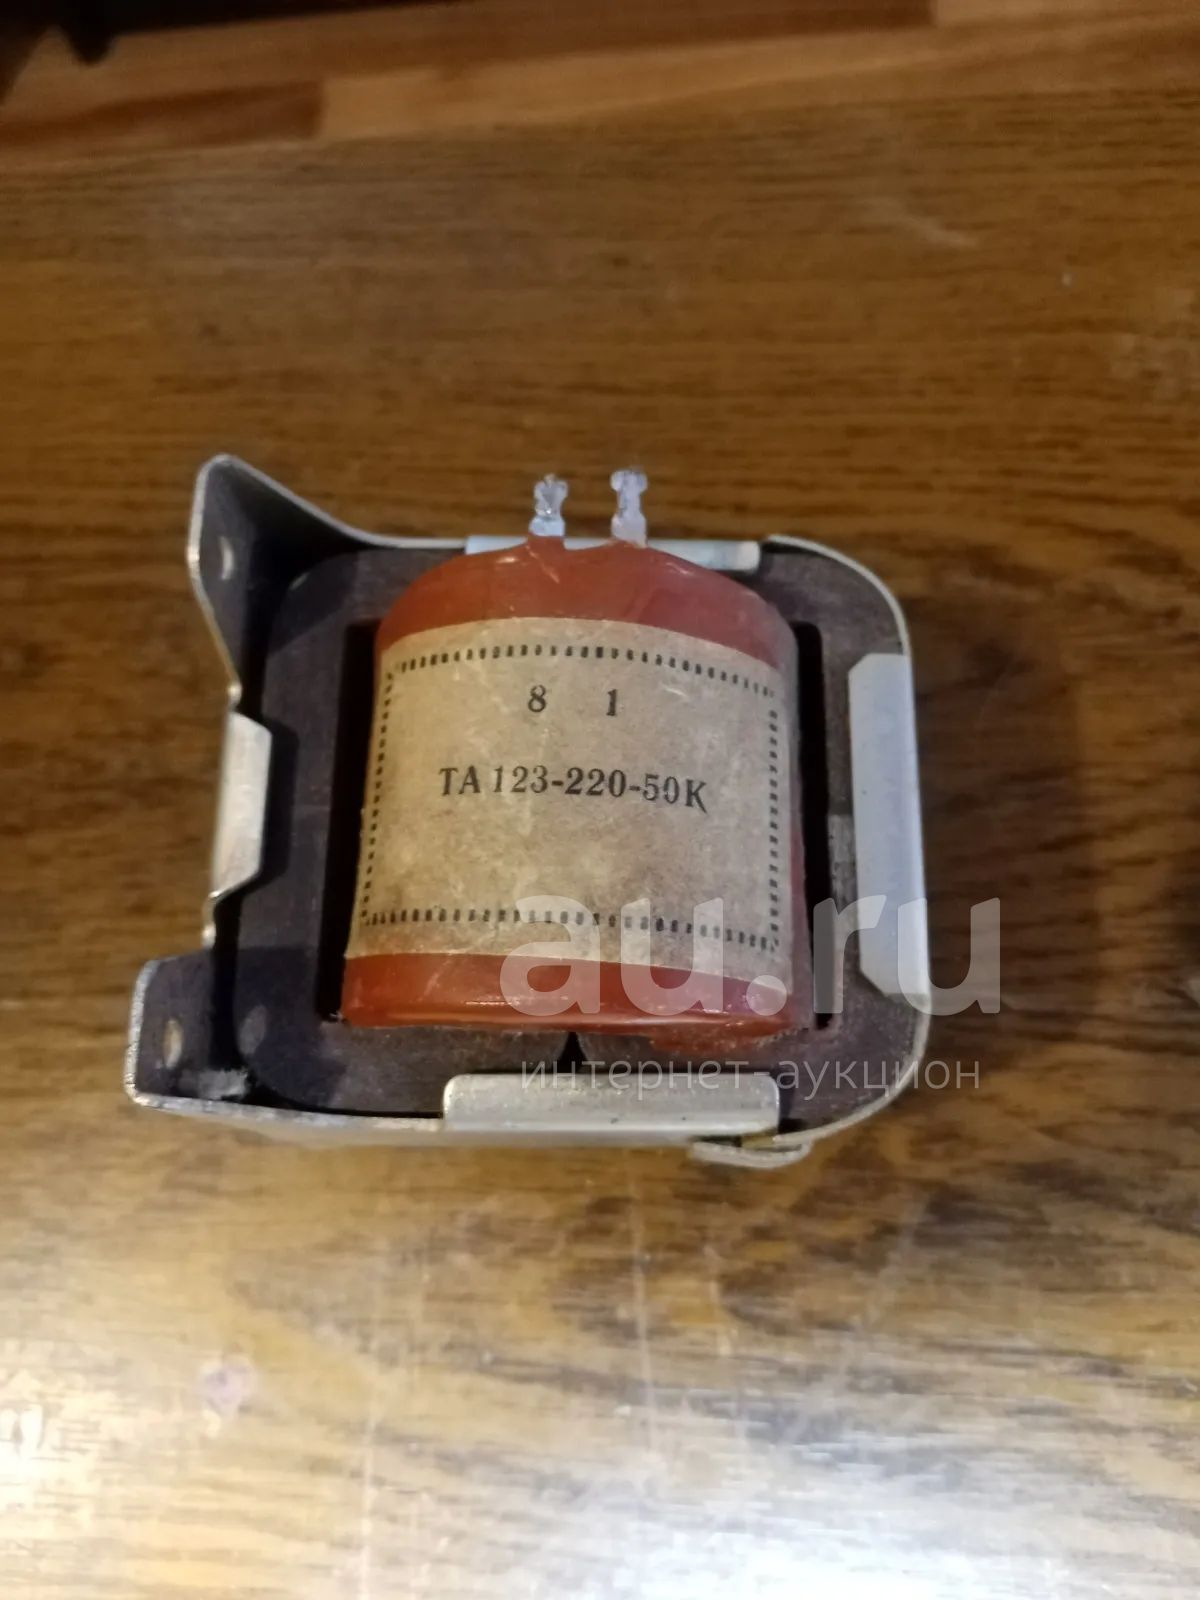 8 1
ТА 123-220-50К
au.ru
интернет-аукцион